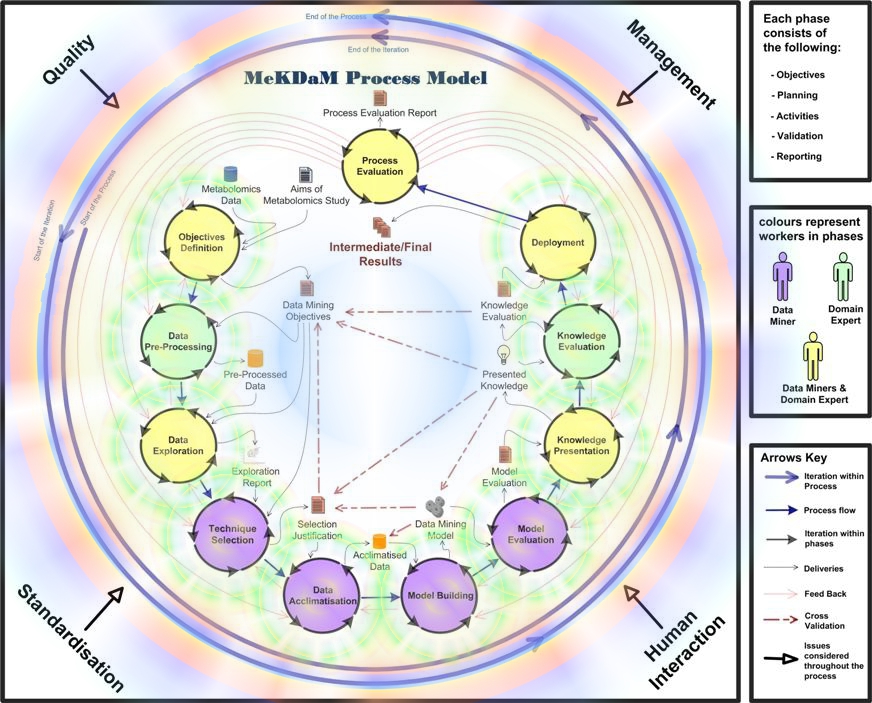 End of the Process
End of the Iteration
MeKDaM Process Model
Quality
Management
Process Evaluation Report
Process
Evaluation
Start of the Iteration
Start of the Process
Metabolomics
Data
Aims of
Metabolomics Study
Objectives
Definition
Intermediate/Final
Results
Deployment
Data Mining
Objectives
Knowledge
Evaluation
Data
Pre-Processing
Knowledge
Evaluation
Pre-Processed
Data
Presented
Knowledge
Data
Exploration
Knowledge
Presentation
Exploration
Report
Model
Evaluation
Technique
Selection
Selection
Justification
Data Mining
Model
Model
Evaluation
Acclimatised
Data
Data
Acclimatisation
Model Building
Standardisation
Human
Interaction
Each phase
consists of
the following:
- Objectives
- Planning
- Activities
- Validation
- Reporting
colours represent
workers in phases
Data
Miner
Domain
Expert
Data Miners &
Domain Expert
Arrows Key
Iteration within
Process
Process flow
Iteration within
phases
Deliveries
Feed Back
Cross
Validation
Issues
considered
throughout the
process